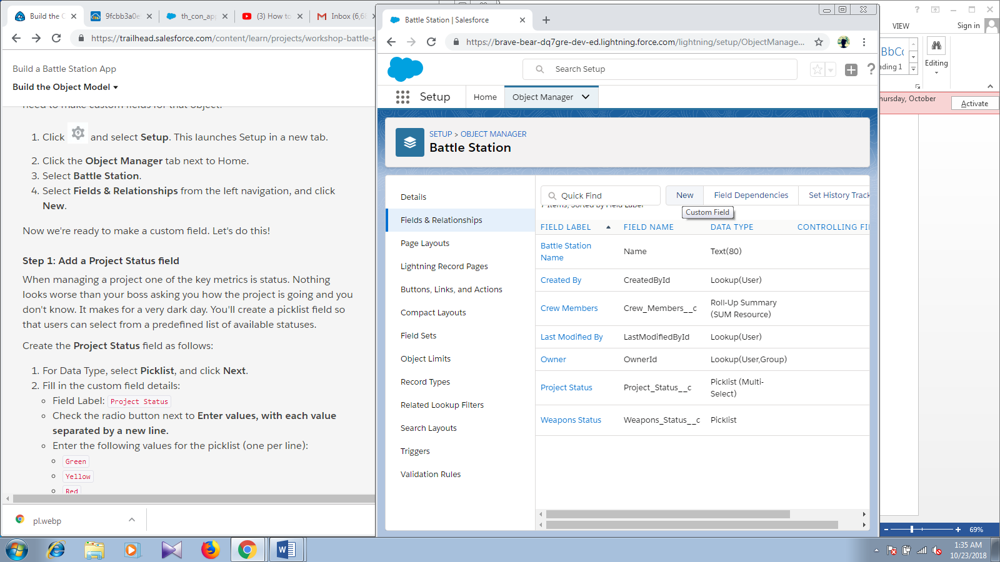 Build the
9fcbb3a0e
th_con_app
(3) How to
Inbox (6,6
https://trailhead.salesforce.com/content/learn/projects/workshop-battle-s
Build a Battle Station App
Build the Object Model
need to make custom fields for that object.
1. Click and select Setup. This launches Setup in a new tab.
2. Click the Object Manager tab next to Home.
3. Select Battle Station.
4. Select Fields & Relationships from the left navigation, and click
New.
Now we're ready to make a custom field. Let's do this!
Step 1: Add a Project Status field
When managing a project one of the key metrics is status. Nothing
looks worse than your boss asking you how the project is going and you
don't know. It makes for a very dark day. You'll create a picklist field so
that users can select from a predefined list of available statuses.
Create the Project Status field as follows:
1. For Data Type, select Picklist, and click Next.
2. Fill in the custom field details:
Field Label: Project Status
Check the radio button next to Enter values, with each value
separated by a new line.
Enter the following values for the picklist (one per line):
Green
Yellow
Red
pl.webp
Battle Station | Salesforce
https://brave-bear-dq7gre-dev-ed.lightning.force.com/lightning/setup/ObjectManage...
Search Setup
Setup
Home
Object Manager
SETUP > OBJECT MANAGER
Battle Station
Details
Fields & Relationships
Page Layouts
Lightning Record Pages
Buttons, Links, and Actions
Compact Layouts
Field Sets
Object Limits
Record Types
Related Lookup Filters
Search Layouts
Triggers
Validation Rules
Quick Find
New
Field Dependencies
Set History Track
7 Items, Sorted by Field Label
Custom Field
FIELD LABEL FIELD NAME DATA TYPE CONTROLLING FI
Battle Station
Name
Name
Text(80)
Created By CreatedById Lookup(User)
Crew Members Crew_Members__c
Roll-Up Summary
(SUM Resource)
Last Modified By LastModifiedById Lookup(User)
Owner OwnerId Lookup(User,Group)
Project Status Project_Status__c
Picklist (Multi-
Select)
Weapons Status Weapons_Status__c Picklist
VIEW
Sign in
BbCc
ading 1
Editing
hursday, October
Activate
69%
1:35 AM
10/23/2018